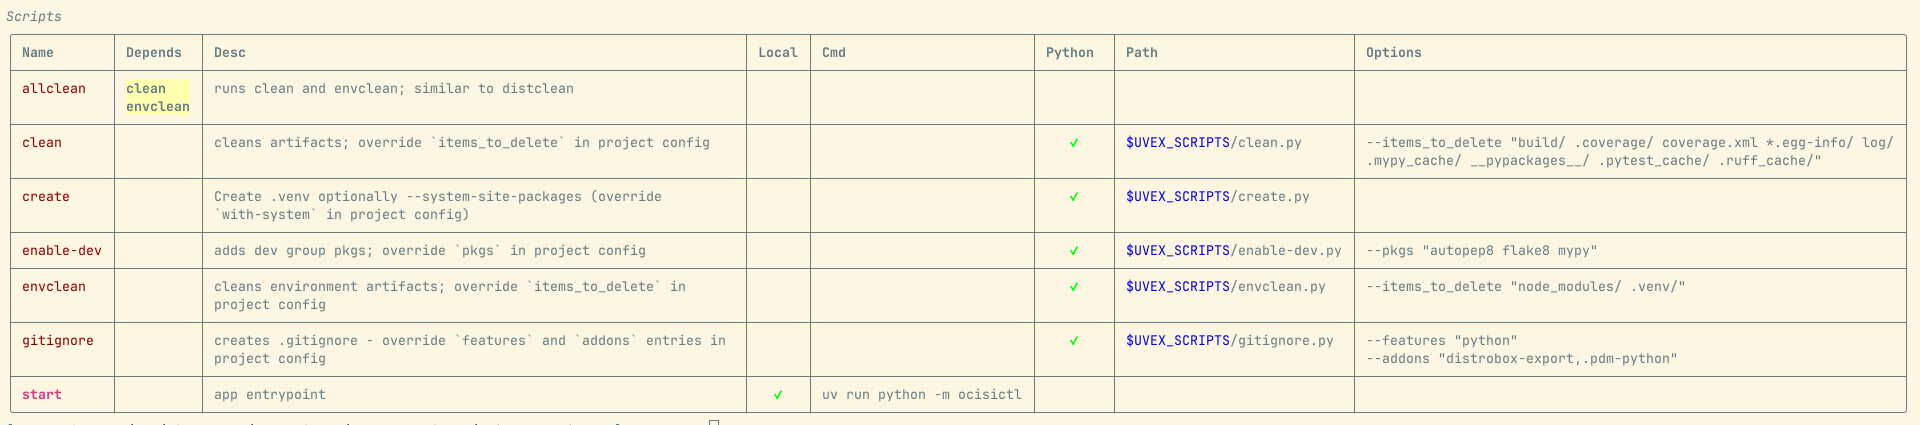 Scripts
Name Depends Desc Local Cmd Python Path Options
allclean clean runs clean and envclean; similar to distclean
envclean
clean cleans artifacts; override `items_to_delete` in project config ✓ $UVEX_SCRIPTS/clean.py --items_to_delete "build/ .coverage/ coverage.xml *.egg-info/ log/
.mypy_cache/ __pypackages__/ .pytest_cache/ .ruff_cache/"
create Create .venv optionally --system-site-packages (override ✓ $UVEX_SCRIPTS/create.py
`with-system` in project config)
enable-dev adds dev group pkgs; override `pkgs` in project config ✓ $UVEX_SCRIPTS/enable-dev.py --pkgs "autopep8 flake8 mypy"
envclean cleans environment artifacts; override `items_to_delete` in ✓ $UVEX_SCRIPTS/envclean.py --items_to_delete "node_modules/ .venv/"
project config
gitignore creates .gitignore - override `features` and `addons` entries in ✓ $UVEX_SCRIPTS/gitignore.py --features "python"
project config --addons "distrobox-export,.pdm-python"
start app entrypoint ✓ uv run python -m ocisictl